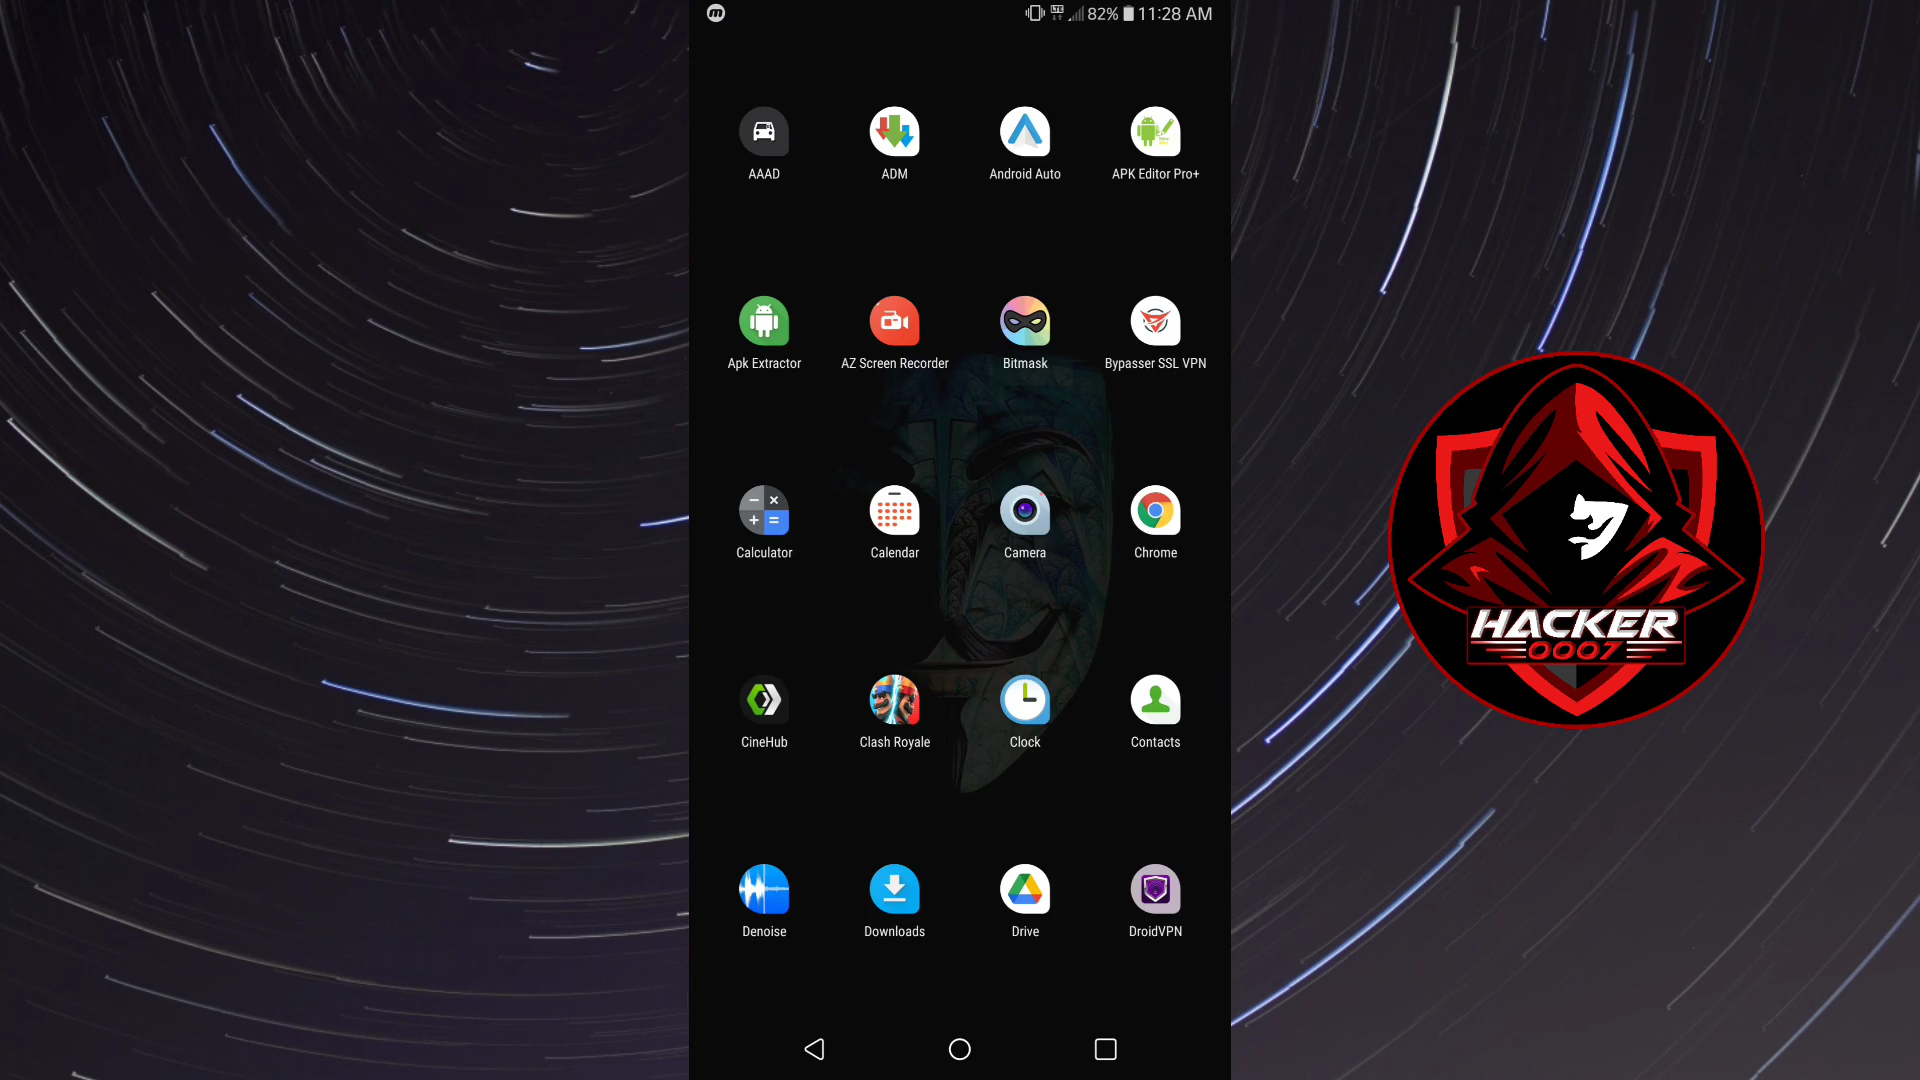 82% 11:28 AM
AAAD ADM Android Auto APK Editor Pro+
Apk Extractor AZ Screen Recorder Bitmask Bypasser SSL VPN
Calculator Calendar Camera Chrome
CineHub Clash Royale Clock Contacts
Denoise Downloads Drive DroidVPN
HACKER
0007